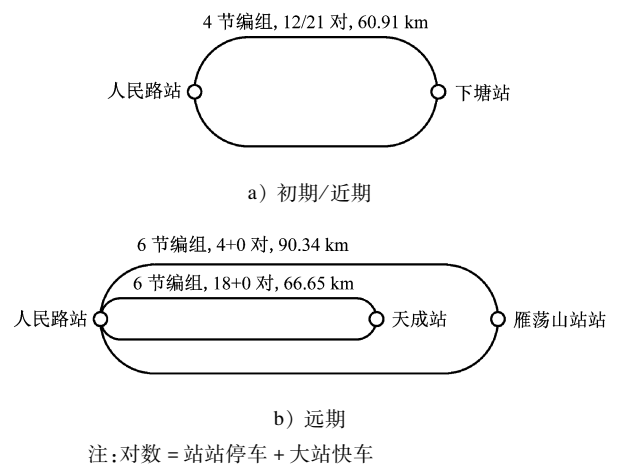 4 节编组, 12/21 对, 60.91 km
人民路站
下塘站
a) 初期/近期
6 节编组, 4+0 对, 90.34 km
6 节编组, 18+0 对, 66.65 km
人民路站
天成站
雁荡山站站
b) 远期
注:对数 = 站站停车 + 大站快车